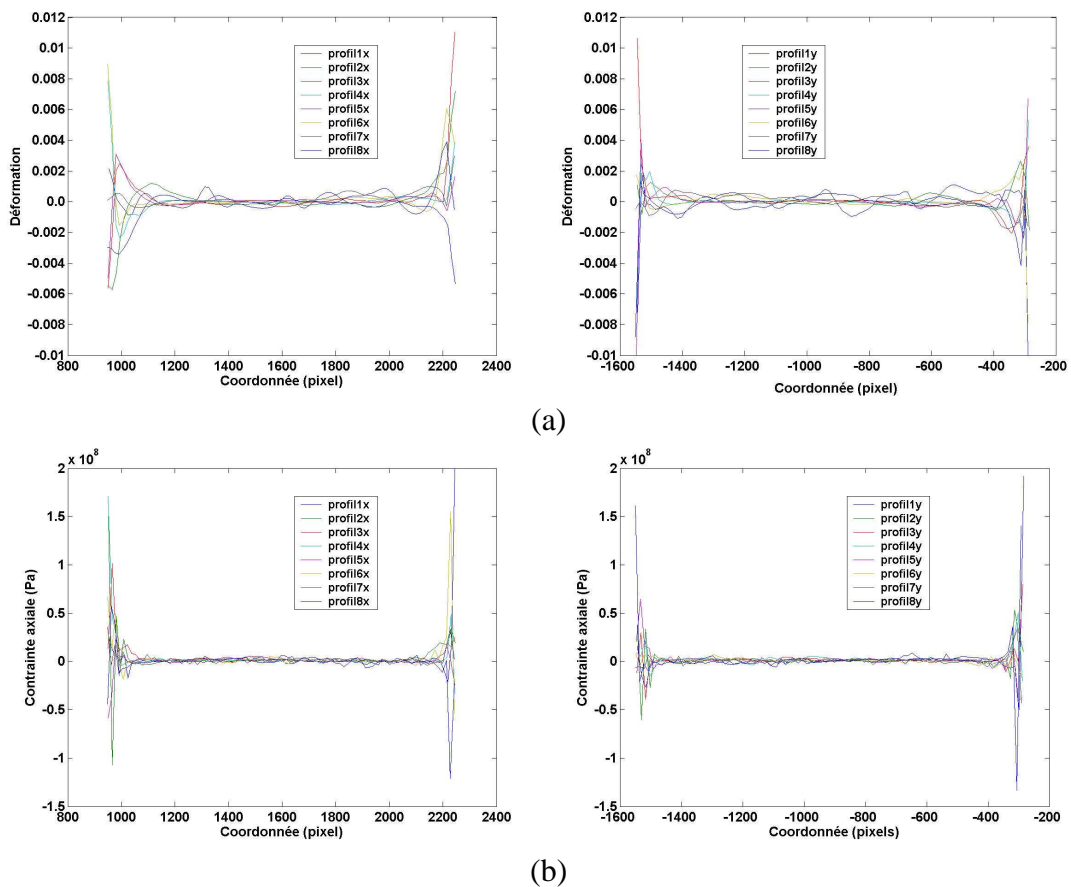 0.012
0.01
0.008
0.006
0.004
0.002
0.0
-0.002
-0.004
-0.006
-0.008
-0.01
Déformation
800 1000 1200 1400 1600 1800 2000 2200 2400
Coordonnée (pixel)
profil1x
profil2x
profil3x
profil4x
profil5x
profil6x
profil7x
profil8x
0.012
0.01
0.008
0.006
0.004
0.002
0.0
-0.002
-0.004
-0.006
-0.008
-0.01
Déformation
-1600 -1400 -1200 -1000 -800 -600 -400 -200
Coordonnée (pixel)
profil1y
profil2y
profil3y
profil4y
profil5y
profil6y
profil7y
profil8y
(a)
2 x 10^8
1.5
1
0.5
0
-0.5
-1
-1.5
Contrainte axiale (Pa)
800 1000 1200 1400 1600 1800 2000 2200 2400
Coordonnée (pixel)
profil1x
profil2x
profil3x
profil4x
profil5x
profil6x
profil7x
profil8x
2 x 10^8
1.5
1
0.5
0
-0.5
-1
-1.5
Contrainte axiale (Pa)
-1600 -1400 -1200 -1000 -800 -600 -400 -200
Coordonnée (pixels)
profil1y
profil2y
profil3y
profil4y
profil5y
profil6y
profil7y
profil8y
(b)